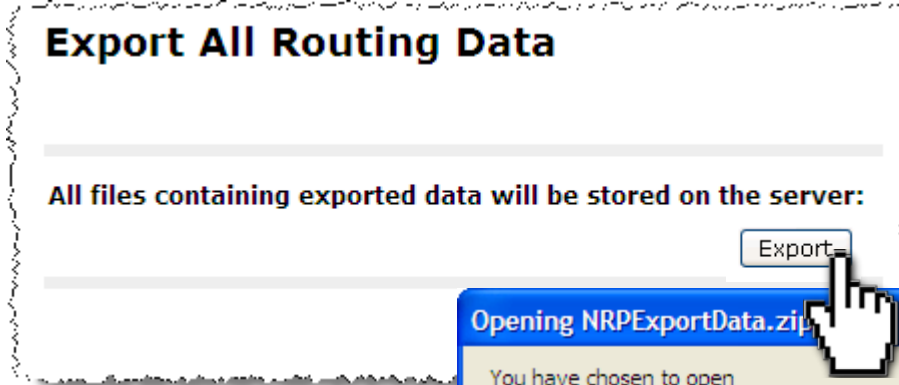 Export All Routing Data
All files containing exported data will be stored on the server:
Export
Opening NRPExportData.zip
You have chosen to open